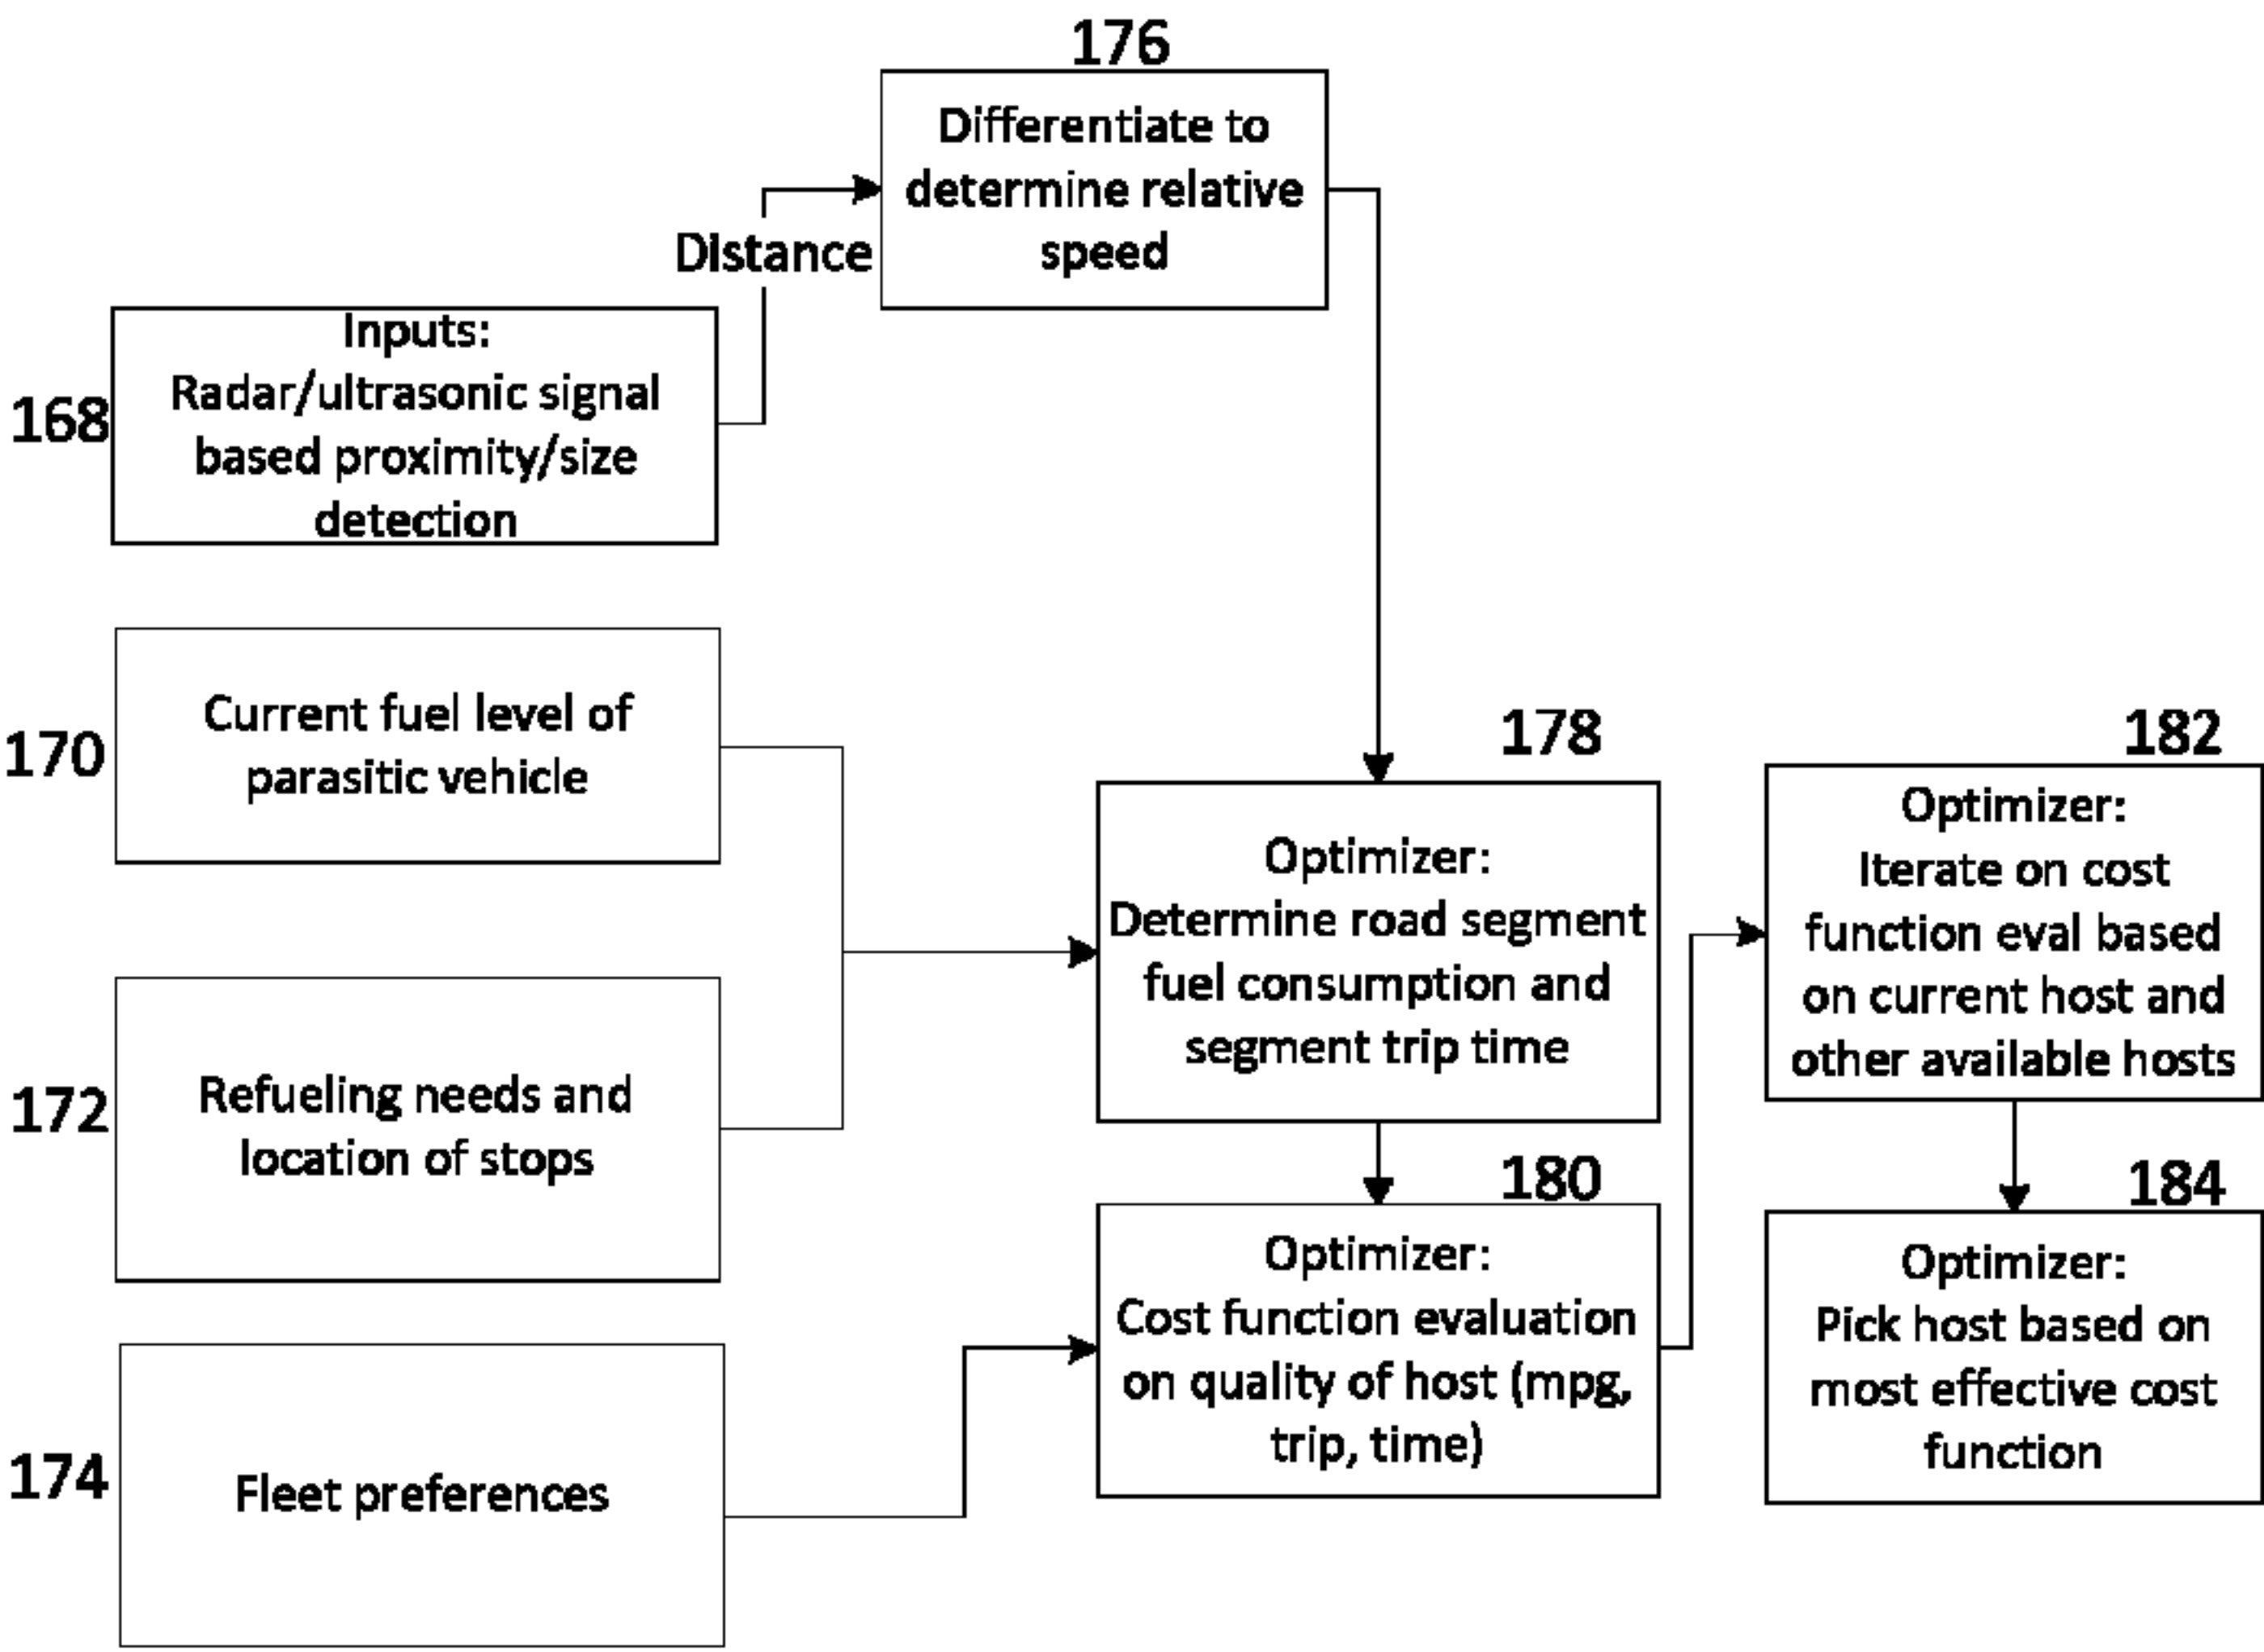 176
Differentiate to
determine relative
speed
Distance
168
Inputs:
Radar/ultrasonic signal
based proximity/size
detection
170
Current fuel level of
parasitic vehicle
172
Refueling needs and
location of stops
174
Fleet preferences
178
Optimizer:
Determine road segment
fuel consumption and
segment trip time
180
Optimizer:
Cost function evaluation
on quality of host (mpg,
trip, time)
182
Optimizer:
Iterate on cost
function eval based
on current host and
other available hosts
184
Optimizer:
Pick host based on
most effective cost
function